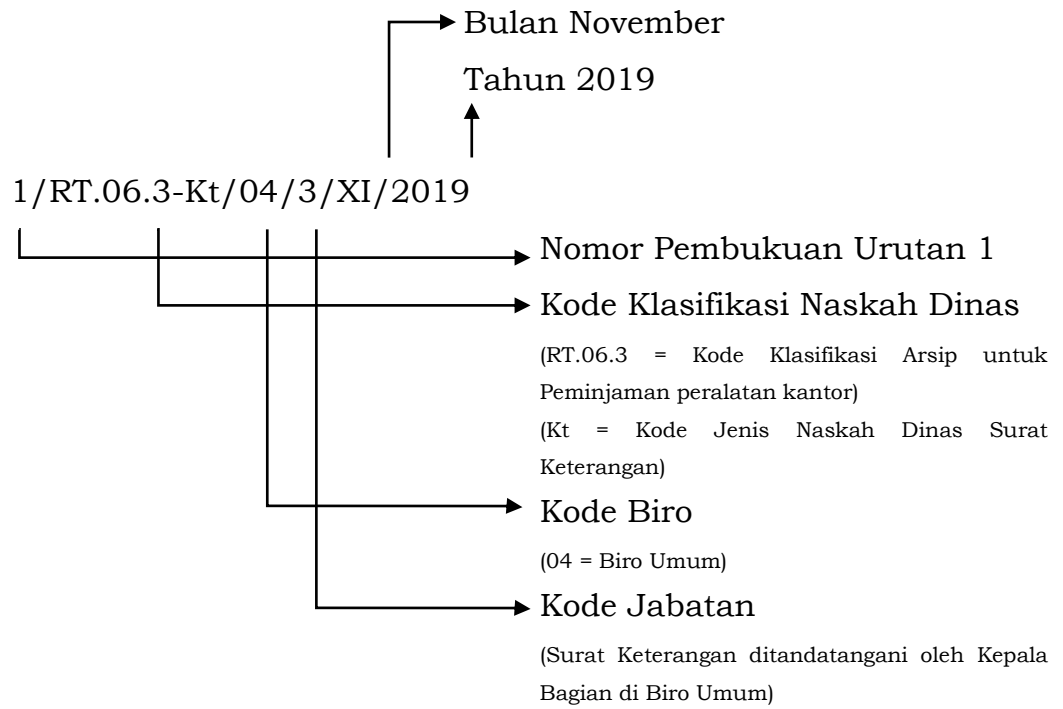 Bulan November
Tahun 2019
1/RT.06.3-Kt/04/3/XI/2019
Nomor Pembukuan Urutan 1
Kode Klasifikasi Naskah Dinas
(RT.06.3 = Kode Klasifikasi Arsip untuk
Peminjaman peralatan kantor)
(Kt = Kode Jenis Naskah Dinas Surat
Keterangan)
Kode Biro
(04 = Biro Umum)
Kode Jabatan
(Surat Keterangan ditandatangani oleh Kepala
Bagian di Biro Umum)